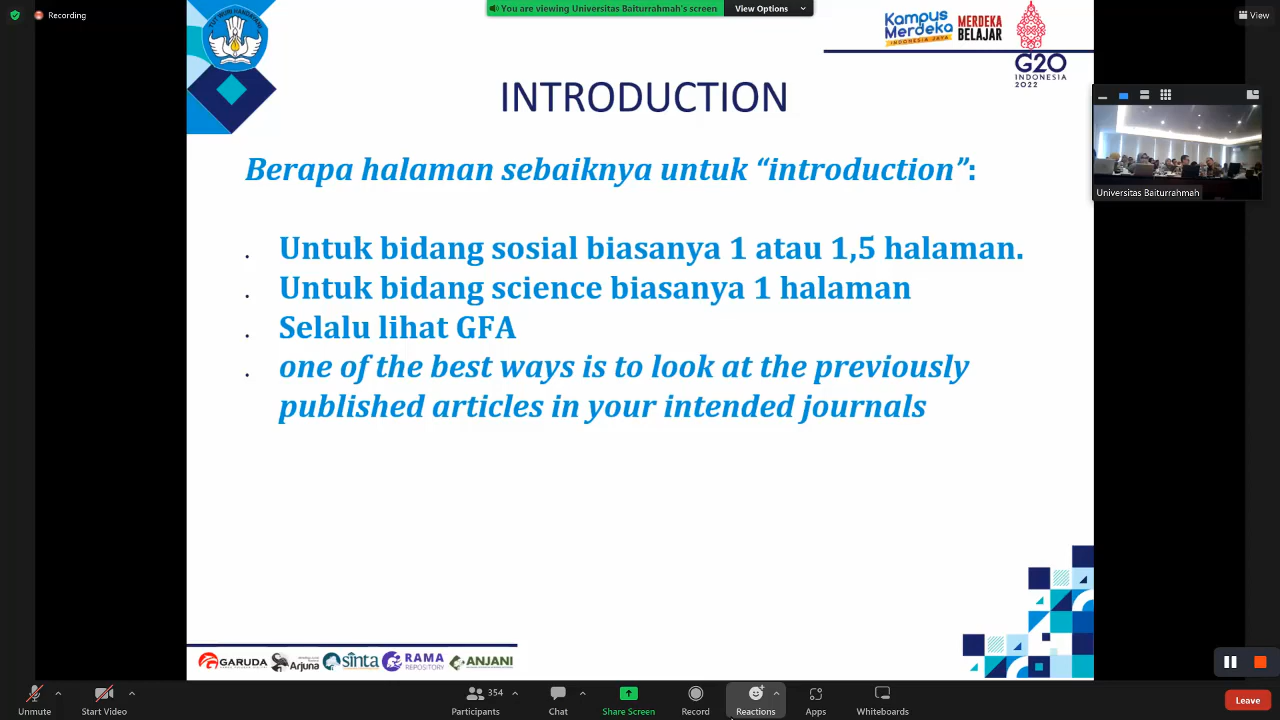 Recording
You are viewing Universitas Baiturrahmah's screen
View Options
View
TUT WURI HANDAYANI
Kampus
Merdeka
INDONESIA JAYA
MERDEKA
BELAJAR
G20
INDONESIA
2022
INTRODUCTION
Berapa halaman sebaiknya untuk “introduction”:
. Untuk bidang sosial biasanya 1 atau 1,5 halaman.
. Untuk bidang science biasanya 1 halaman
. Selalu lihat GFA
. one of the best ways is to look at the previously
published articles in your intended journals
Universitas Baiturrahmah
GARUDA
Arjuna
sinta
RAMA
REPOSITORY
ANJANI
Unmute
Start Video
354
Participants
Chat
Share Screen
Record
Reactions
Apps
Whiteboards
Leave